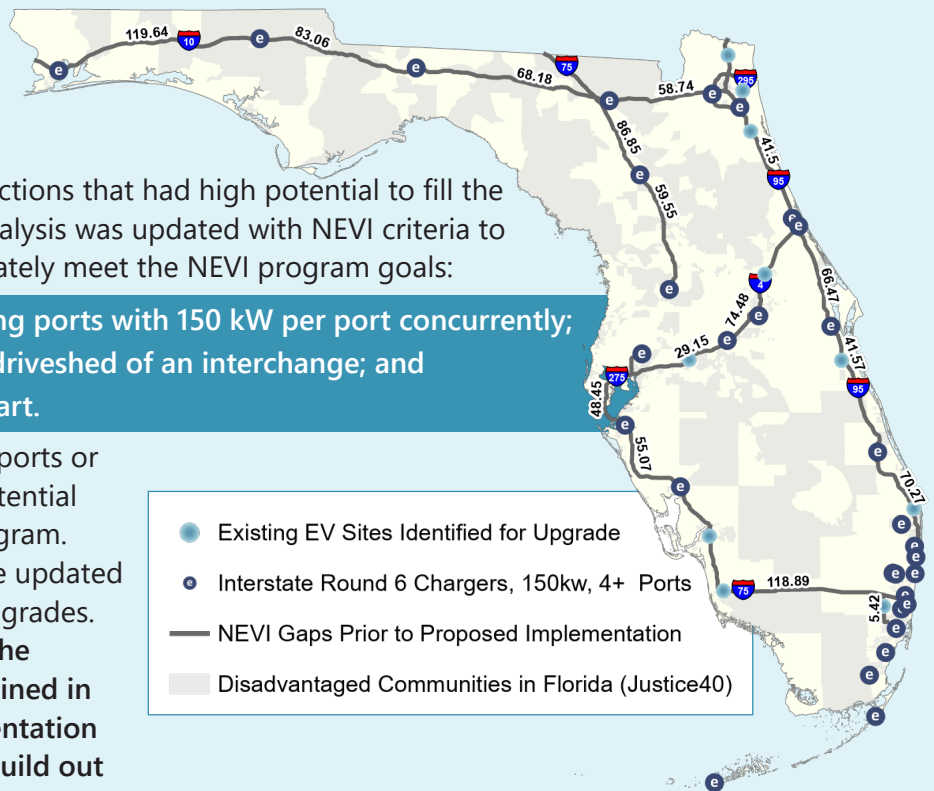 119.64
10
83.06
68.18
75
58.74
295
86.85
59.55
41.5
95
ctions that had high potential to fill the
alysis was updated with NEVI criteria to
ately meet the NEVI program goals:
ng ports with 150 kW per port concurrently;
driveshed of an interchange; and
art.
4
74.48
29.15
275
48.45
55.07
66.47
41.57
95
70.27
ports or
tential
gram.
e updated
grades.
he
ined in
entation
uild out
Existing EV Sites Identified for Upgrade
e Interstate Round 6 Chargers, 150kw, 4+ Ports
NEVI Gaps Prior to Proposed Implementation
Disadvantaged Communities in Florida (Justice40)
75
118.89
5.42